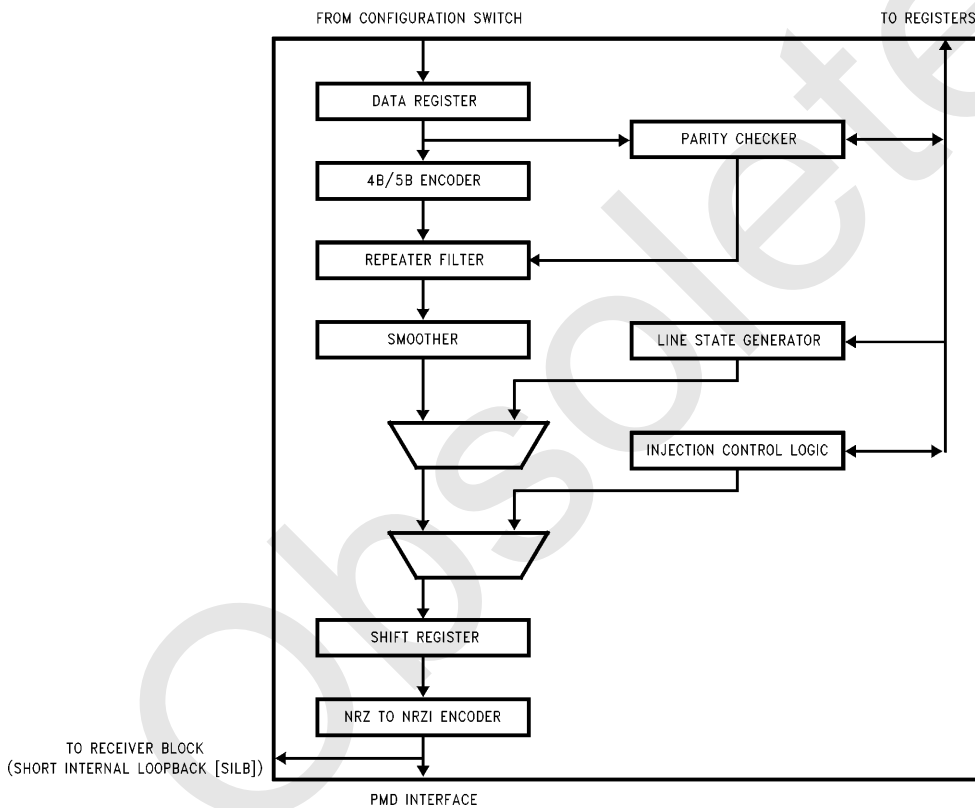 FROM CONFIGURATION SWITCH
TO REGISTERS
DATA REGISTER
PARITY CHECKER
4B/5B ENCODER
REPEATER FILTER
SMOOTHER
LINE STATE GENERATOR
INJECTION CONTROL LOGIC
SHIFT REGISTER
NRZ TO NRZI ENCODER
TO RECEIVER BLOCK
(SHORT INTERNAL LOOPBACK [SILB])
PMD INTERFACE
Obsolete